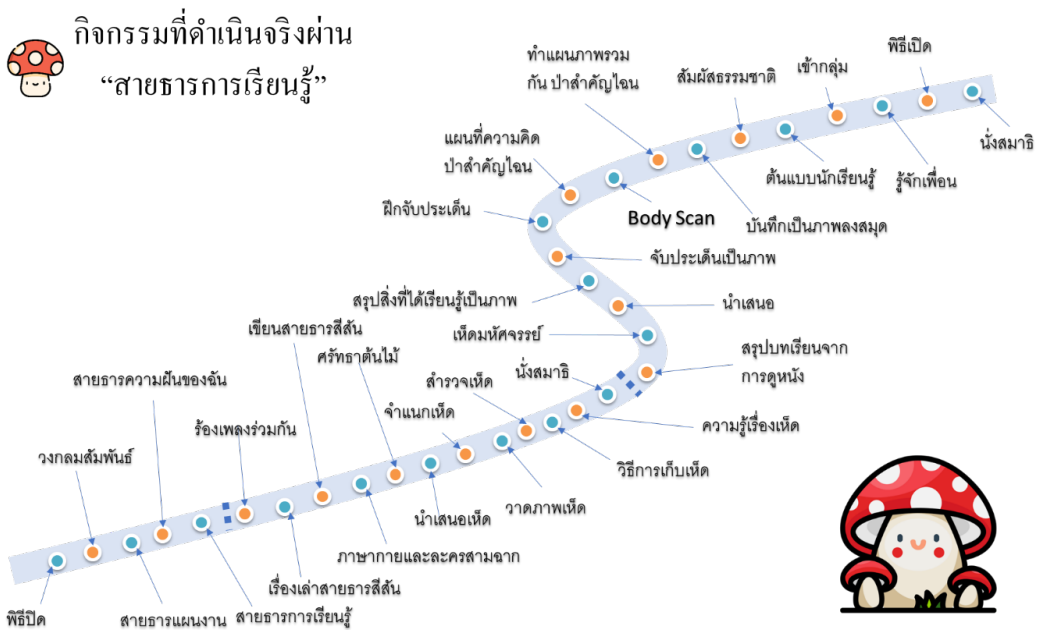 กิจกรรมที่ดำเนินจริงผ่าน
“สายธารการเรียนรู้”
พิธีเปิด
นั่งสมาธิ
เข้ากลุ่ม
รู้จักเพื่อน
สัมผัสธรรมชาติ
ต้นแบบนักเรียนรู้
ทำแผนภาพรวม
กัน ป่าสำคัญไฉน
บันทึกเป็นภาพลงสมุด
แผนที่ความคิด
ป่าสำคัญไฉน
Body Scan
ฝึกจับประเด็น
จับประเด็นเป็นภาพ
สรุปสิ่งที่ได้เรียนรู้เป็นภาพ
นำเสนอ
เห็ดมหัศจรรย์
สรุปบทเรียนจาก
การดูหนัง
นั่งสมาธิ
ความรู้เรื่องเห็ด
สำรวจเห็ด
วิธีการเก็บเห็ด
จำแนกเห็ด
วาดภาพเห็ด
ศรัทธาต้นไม้
นำเสนอเห็ด
เขียนสายธารสีสัน
ภาษากายและละครสามฉาก
ร้องเพลงร่วมกัน
เรื่องเล่าสายธารสีสัน
สายธารความฝันของฉัน
สายธารการเรียนรู้
วงกลมสัมพันธ์
สายธารแผนงาน
พิธีปิด